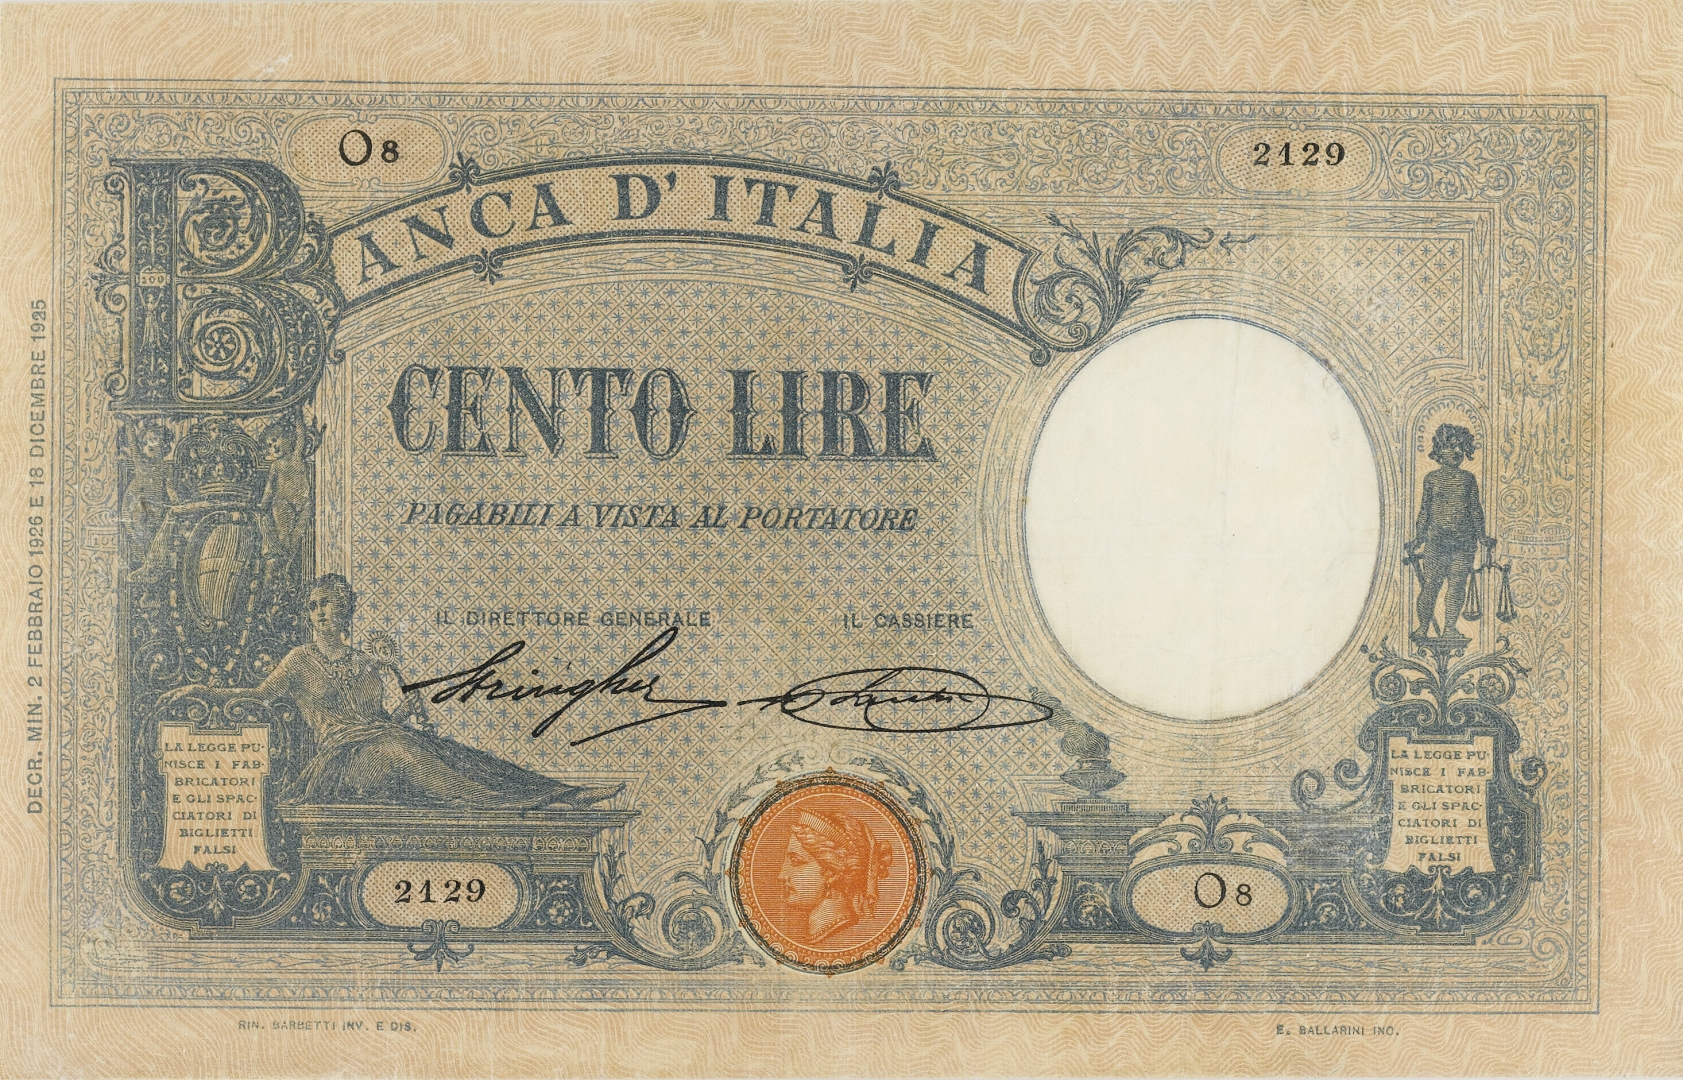 O8
2129
BANCA D'ITALIA
100
CENTO LIRE
PAGABILI A VISTA AL PORTATORE
IL DIRETTORE GENERALE
IL CASSIERE
Stringher
LA LEGGE PU-
NISCE I FAB-
BRICATORI
E GLI SPAC-
CIATORI DI
BIGLIETTI
FALSI
LA LEGGE PU-
NISCE I FAB-
BRICATORI
E GLI SPAC-
CIATORI DI
BIGLIETTI
FALSI
2129
O8
DECR. MIN. 2 FEBBRAIO 1926 E 18 DICEMBRE 1925
RIN. BARBETTI INV. E DIS.
E. BALLARINI INC.